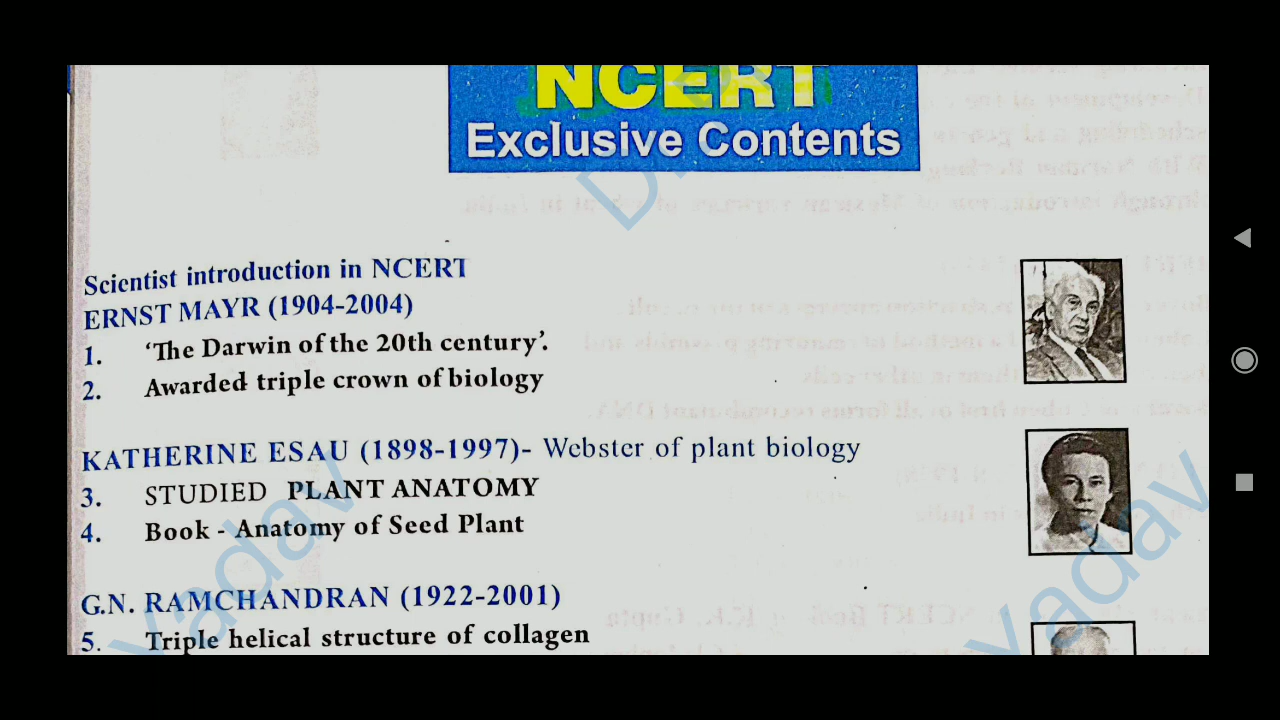 NCERT
Exclusive Contents
Scientist introduction in NCERT
ERNST MAYR (1904-2004)
1. ‘The Darwin of the 20th century’.
2. Awarded triple crown of biology
KATHERINE ESAU (1898-1997)- Webster of plant biology
3. STUDIED PLANT ANATOMY
4. Book - Anatomy of Seed Plant
G.N. RAMCHANDRAN (1922-2001)
5. Triple helical structure of collagen
yadav
yadav